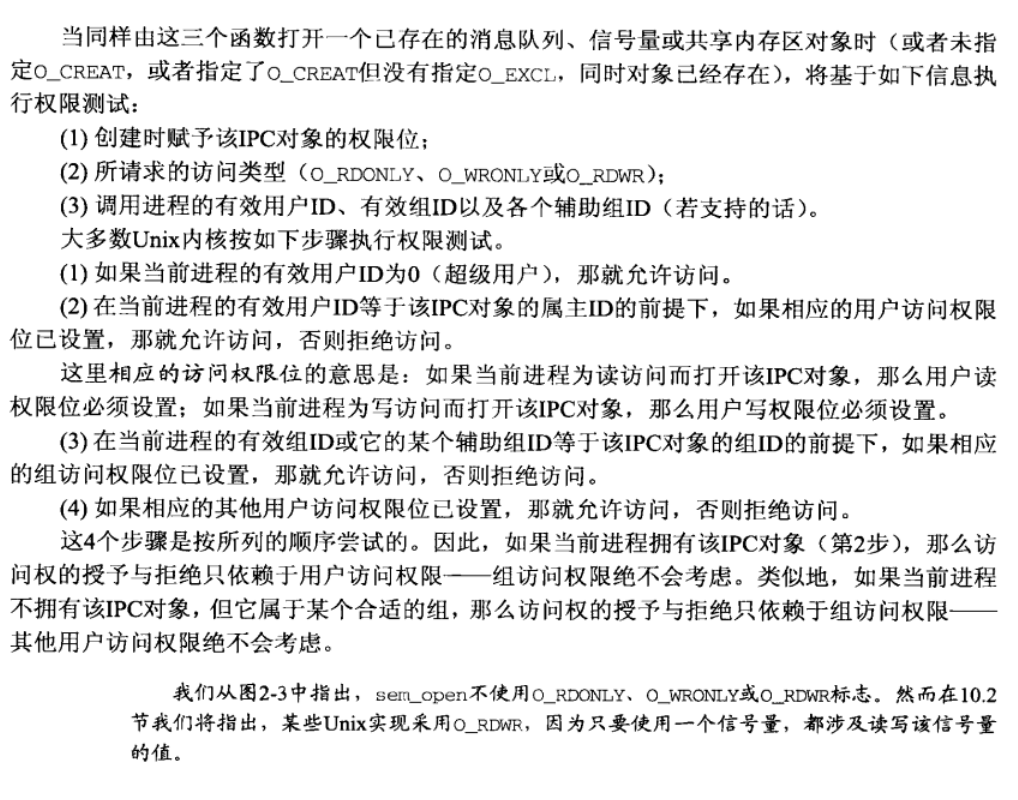 当同样由这三个函数打开一个已存在的消息队列、信号量或共享内存区对象时（或者未指
定O_CREAT，或者指定了O_CREAT但没有指定O_EXCL，同时对象已经存在），将基于如下信息执
行权限测试：
(1) 创建时赋予该IPC对象的权限位；
(2) 所请求的访问类型（O_RDONLY、O_WRONLY或O_RDWR）；
(3) 调用进程的有效用户ID、有效组ID以及各个辅助组ID（若支持的话）。
大多数Unix内核按如下步骤执行权限测试。
(1) 如果当前进程的有效用户ID为0（超级用户），那就允许访问。
(2) 在当前进程的有效用户ID等于该IPC对象的属主ID的前提下，如果相应的用户访问权限
位已设置，那就允许访问，否则拒绝访问。
这里相应的访问权限位的意思是：如果当前进程为读访问而打开该IPC对象，那么用户读
权限位必须设置；如果当前进程为写访问而打开该IPC对象，那么用户写权限位必须设置。
(3) 在当前进程的有效组ID或它的某个辅助组ID等于该IPC对象的组ID的前提下，如果相应
的组访问权限位已设置，那就允许访问，否则拒绝访问。
(4) 如果相应的其他用户访问权限位已设置，那就允许访问，否则拒绝访问。
这4个步骤是按所列的顺序尝试的。因此，如果当前进程拥有该IPC对象（第2步），那么访
问权的授予与拒绝只依赖于用户访问权限——组访问权限绝不会考虑。类似地，如果当前进程
不拥有该IPC对象，但它属于某个合适的组，那么访问权的授予与拒绝只依赖于组访问权限——
其他用户访问权限绝不会考虑。
我们从图2-3中指出，sem_open不使用O_RDONLY、O_WRONLY或O_RDWR标志。然而在10.2
节我们将指出，某些Unix实现采用O_RDWR，因为只要使用一个信号量，都涉及读写该信号量
的值。